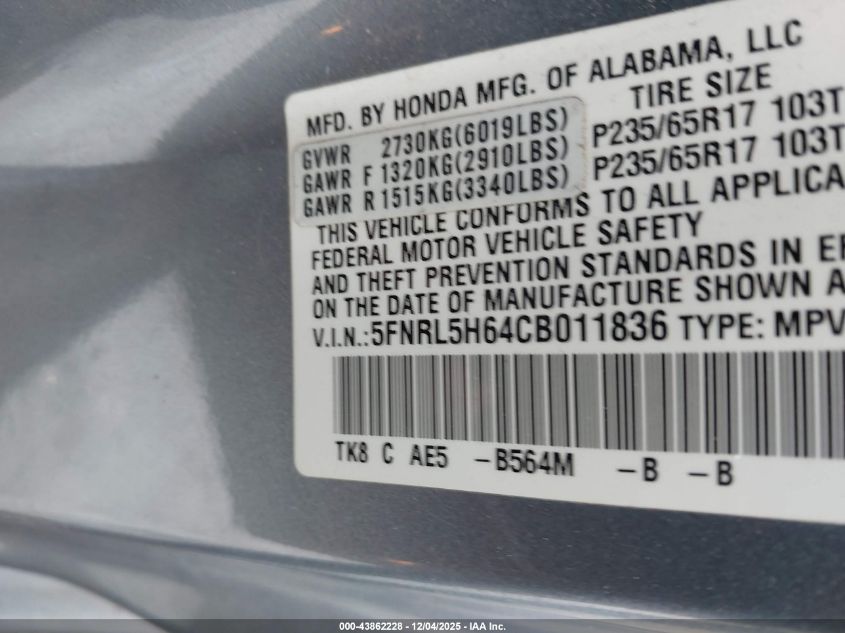 MFD. BY HONDA MFG. OF ALABAMA, LLC
TIRE SIZE
GVWR 2730KG(6019LBS)
GAWR F 1320KG(2910LBS) P235/65R17 103T
GAWR R 1515KG(3340LBS) P235/65R17 103T
THIS VEHICLE CONFORMS TO ALL APPLICA
FEDERAL MOTOR VEHICLE SAFETY
AND THEFT PREVENTION STANDARDS IN EF
ON THE DATE OF MANUFACTURE SHOWN A
V.I.N.:5FNRL5H64CB011836 TYPE: MPV
TK8 C AE5 -B564M -B -B
000-43862228 - 12/04/2025 - IAA Inc.